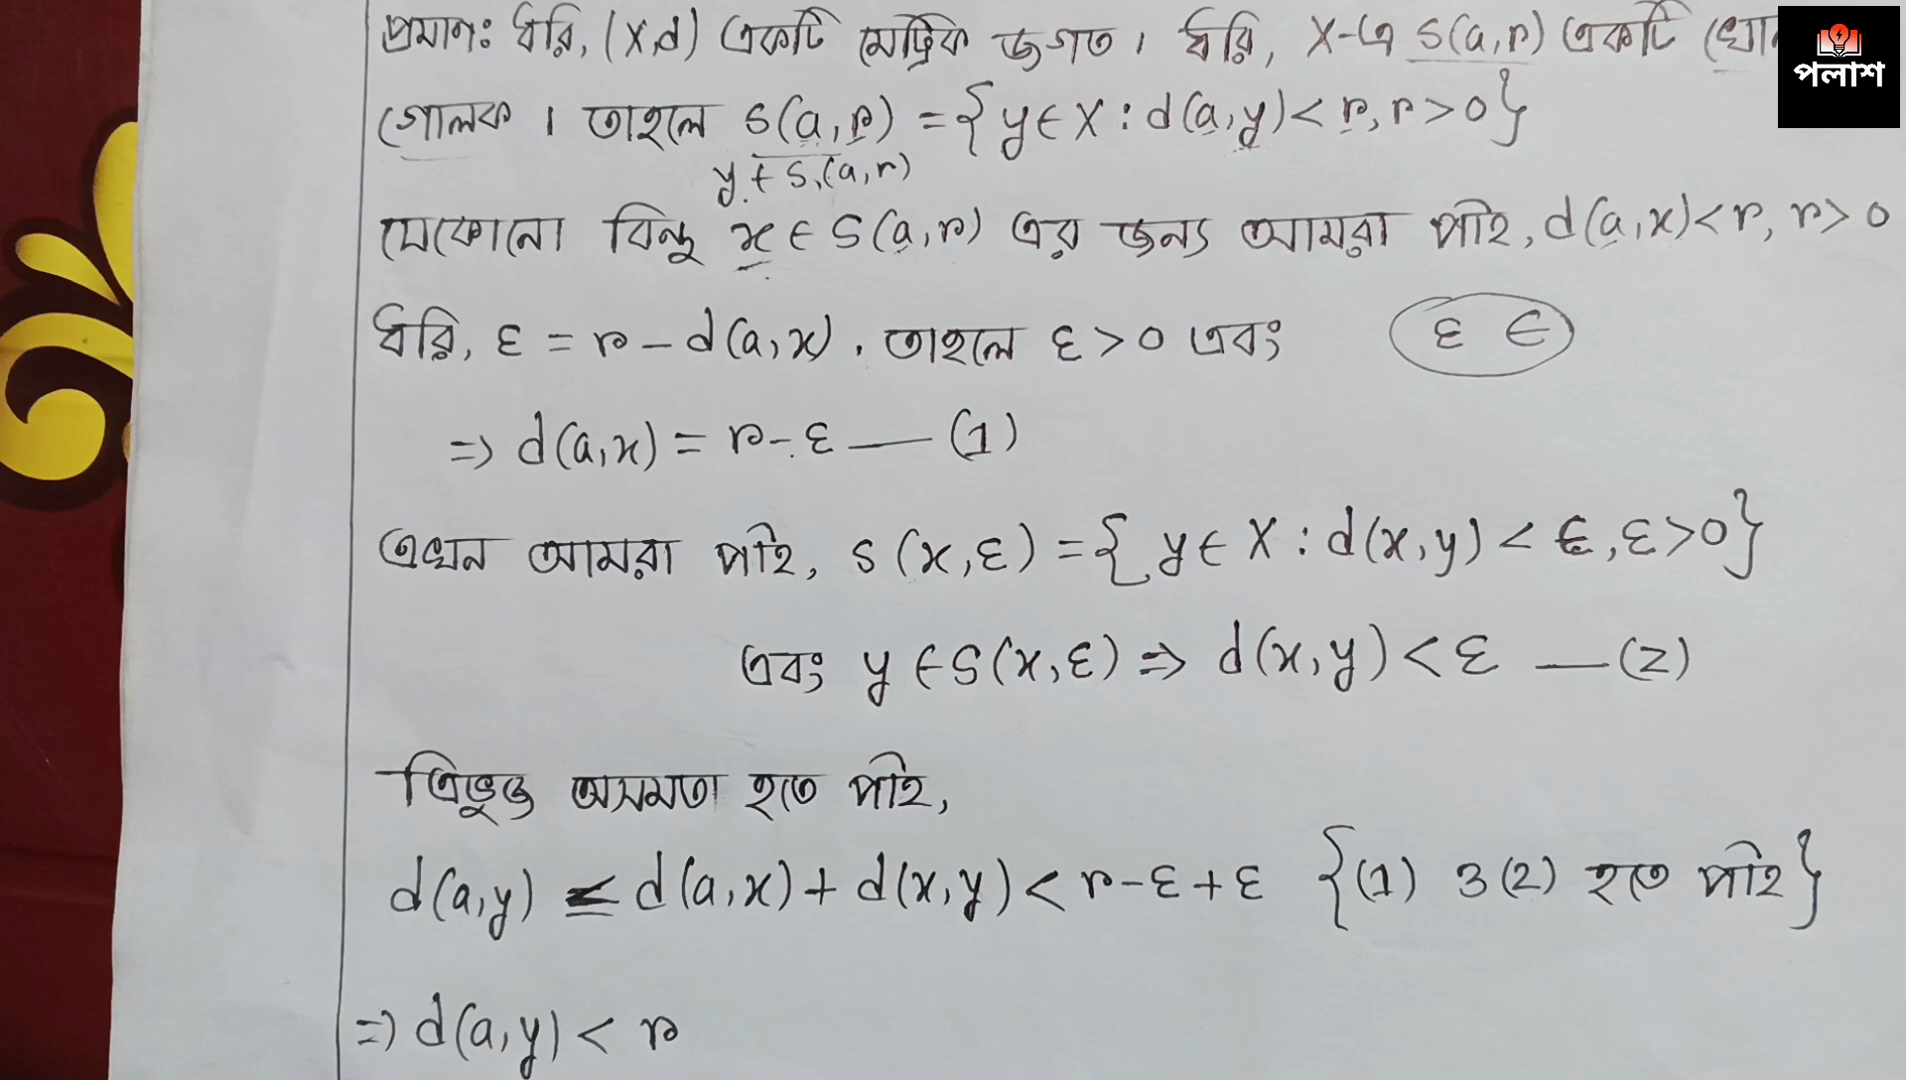 প্রমাণঃ ধরি, (X,d) একটি মেট্রিক জগত। ধরি, X-এ S(a,r) একটি
পলাশ
গোলক। তাহলে S(a,r) = {y∈X : d(a,y)<r, r>0}
y∈S(a,r)
যেকোনো বিন্দু x∈S(a,r) এর জন্য আমরা পাই, d(a,x)<r, r>0
ধরি, ε = r – d(a,x). তাহলে ε>0 এবং
ε ∈
=> d(a,x) = r-ε — (1)
এখন আমরা পাই, S(x,ε) = {y∈X : d(x,y) < ε, ε>0}
এবং y∈S(x,ε) => d(x,y)<ε — (2)
ত্রিভুজ অসমতা হতে পাই,
d(a,y) ≤ d(a,x) + d(x,y) < r-ε+ε {(1) ও (2) হতে পাই}
=> d(a,y) < r